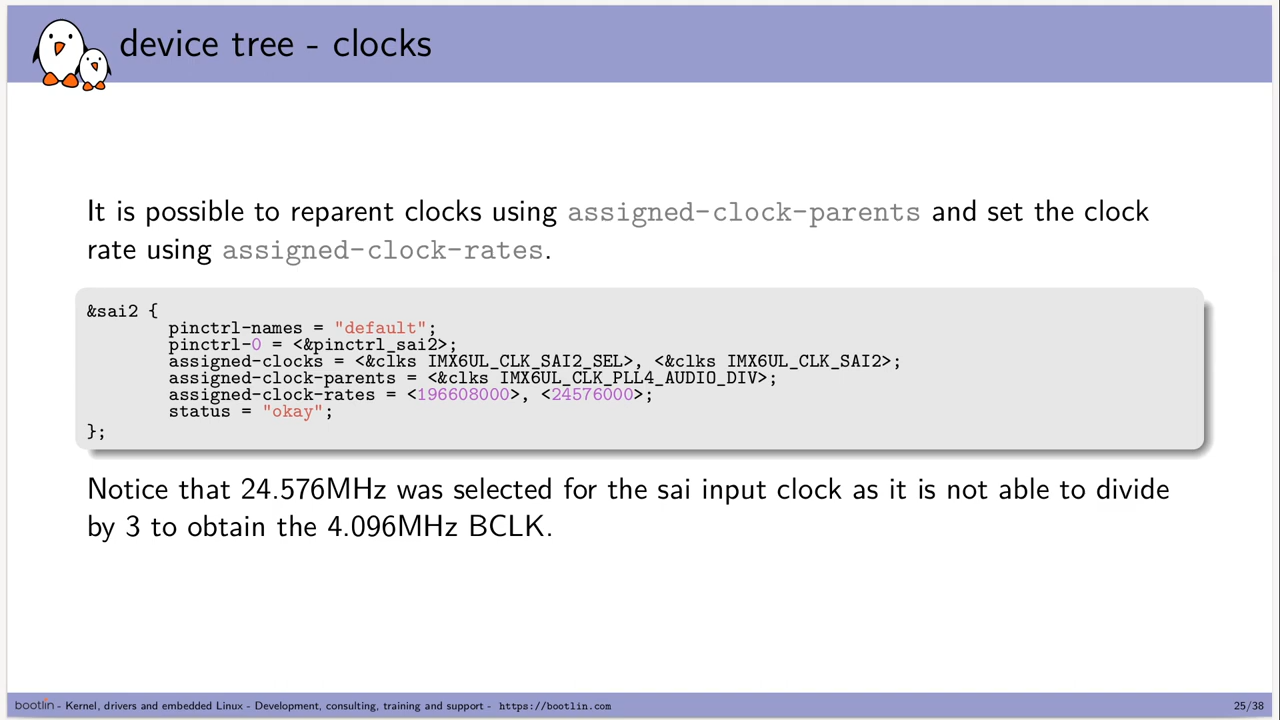 device tree - clocks
It is possible to reparent clocks using assigned-clock-parents and set the clock
rate using assigned-clock-rates.
&sai2 {
pinctrl-names = "default";
pinctrl-0 = <&pinctrl_sai2>;
assigned-clocks = <&clks IMX6UL_CLK_SAI2_SEL>, <&clks IMX6UL_CLK_SAI2>;
assigned-clock-parents = <&clks IMX6UL_CLK_PLL4_AUDIO_DIV>;
assigned-clock-rates = <196608000>, <24576000>;
status = "okay";
};
Notice that 24.576MHz was selected for the sai input clock as it is not able to divide
by 3 to obtain the 4.096MHz BCLK.
bootlin - Kernel, drivers and embedded Linux - Development, consulting, training and support - https://bootlin.com
25/38